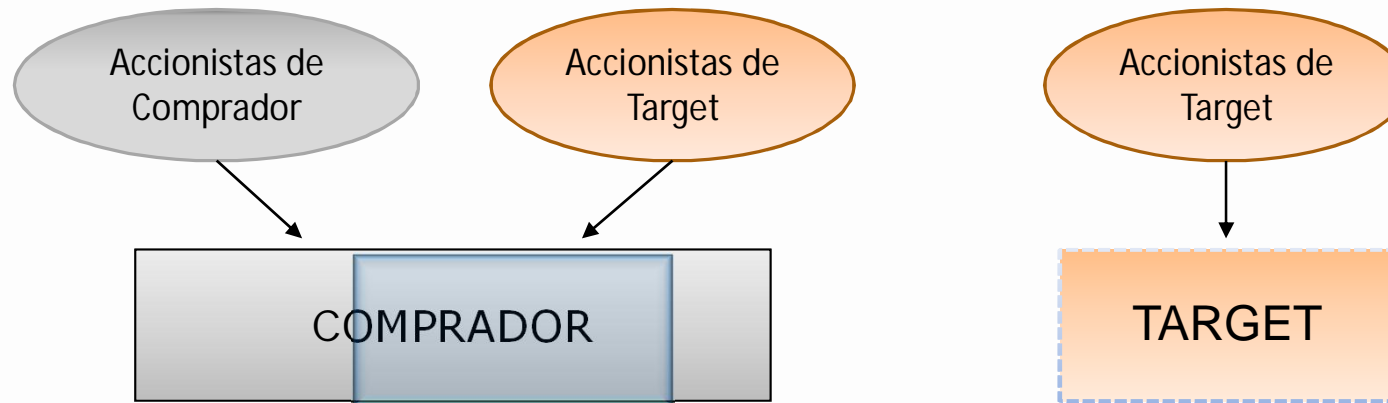 Accionistas de
Comprador
Accionistas de
Target
Accionistas de
Target
COMPRADOR
TARGET